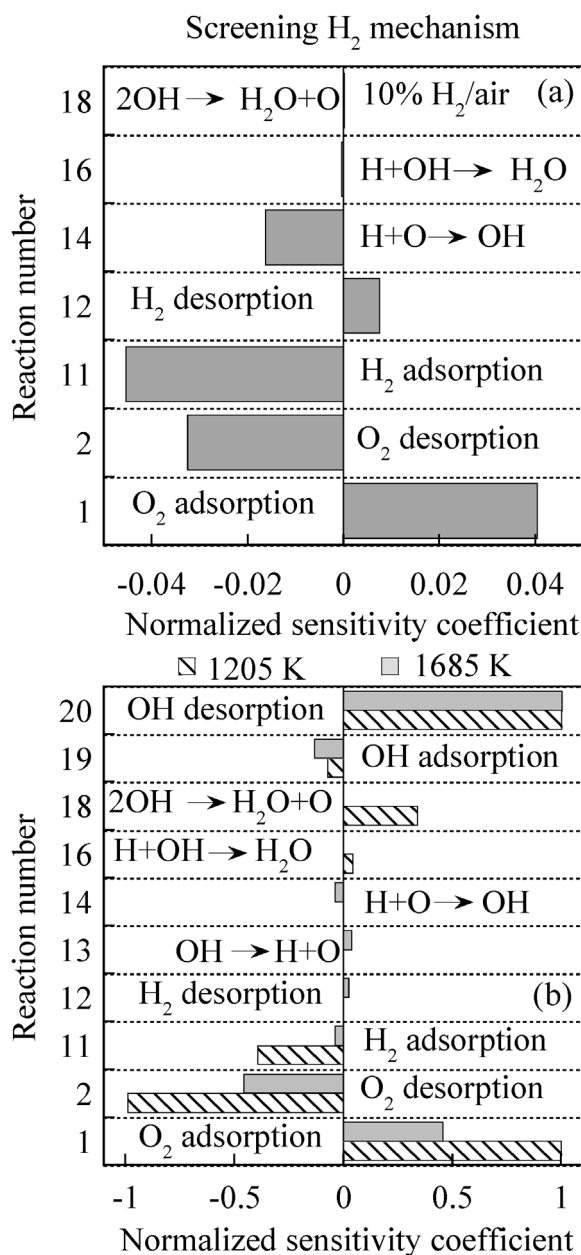 Screening H₂ mechanism
18 2OH → H₂O+O 10% H₂/air (a)
16 H+OH → H₂O
14 H+O → OH
12 H₂ desorption
11 H₂ adsorption
2 O₂ desorption
1 O₂ adsorption
Reaction number
-0.04 -0.02 0 0.02 0.04
Normalized sensitivity coefficient
1205 K 1685 K
20 OH desorption
19 OH adsorption
18 2OH → H₂O+O
16 H+OH → H₂O
14 H+O → OH
13 OH → H+O
12 H₂ desorption (b)
11 H₂ adsorption
2 O₂ desorption
1 O₂ adsorption
Reaction number
-1 -0.5 0 0.5 1
Normalized sensitivity coefficient